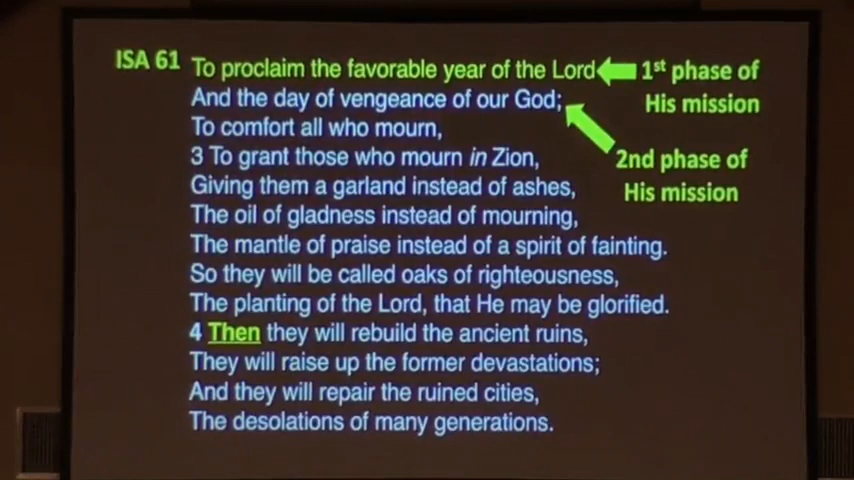 ISA 61 To proclaim the favorable year of the Lord 1st phase of
And the day of vengeance of our God; His mission
To comfort all who mourn,
3 To grant those who mourn in Zion, 2nd phase of
Giving them a garland instead of ashes, His mission
The oil of gladness instead of mourning,
The mantle of praise instead of a spirit of fainting.
So they will be called oaks of righteousness,
The planting of the Lord, that He may be glorified.
4 Then they will rebuild the ancient ruins,
They will raise up the former devastations;
And they will repair the ruined cities,
The desolations of many generations.